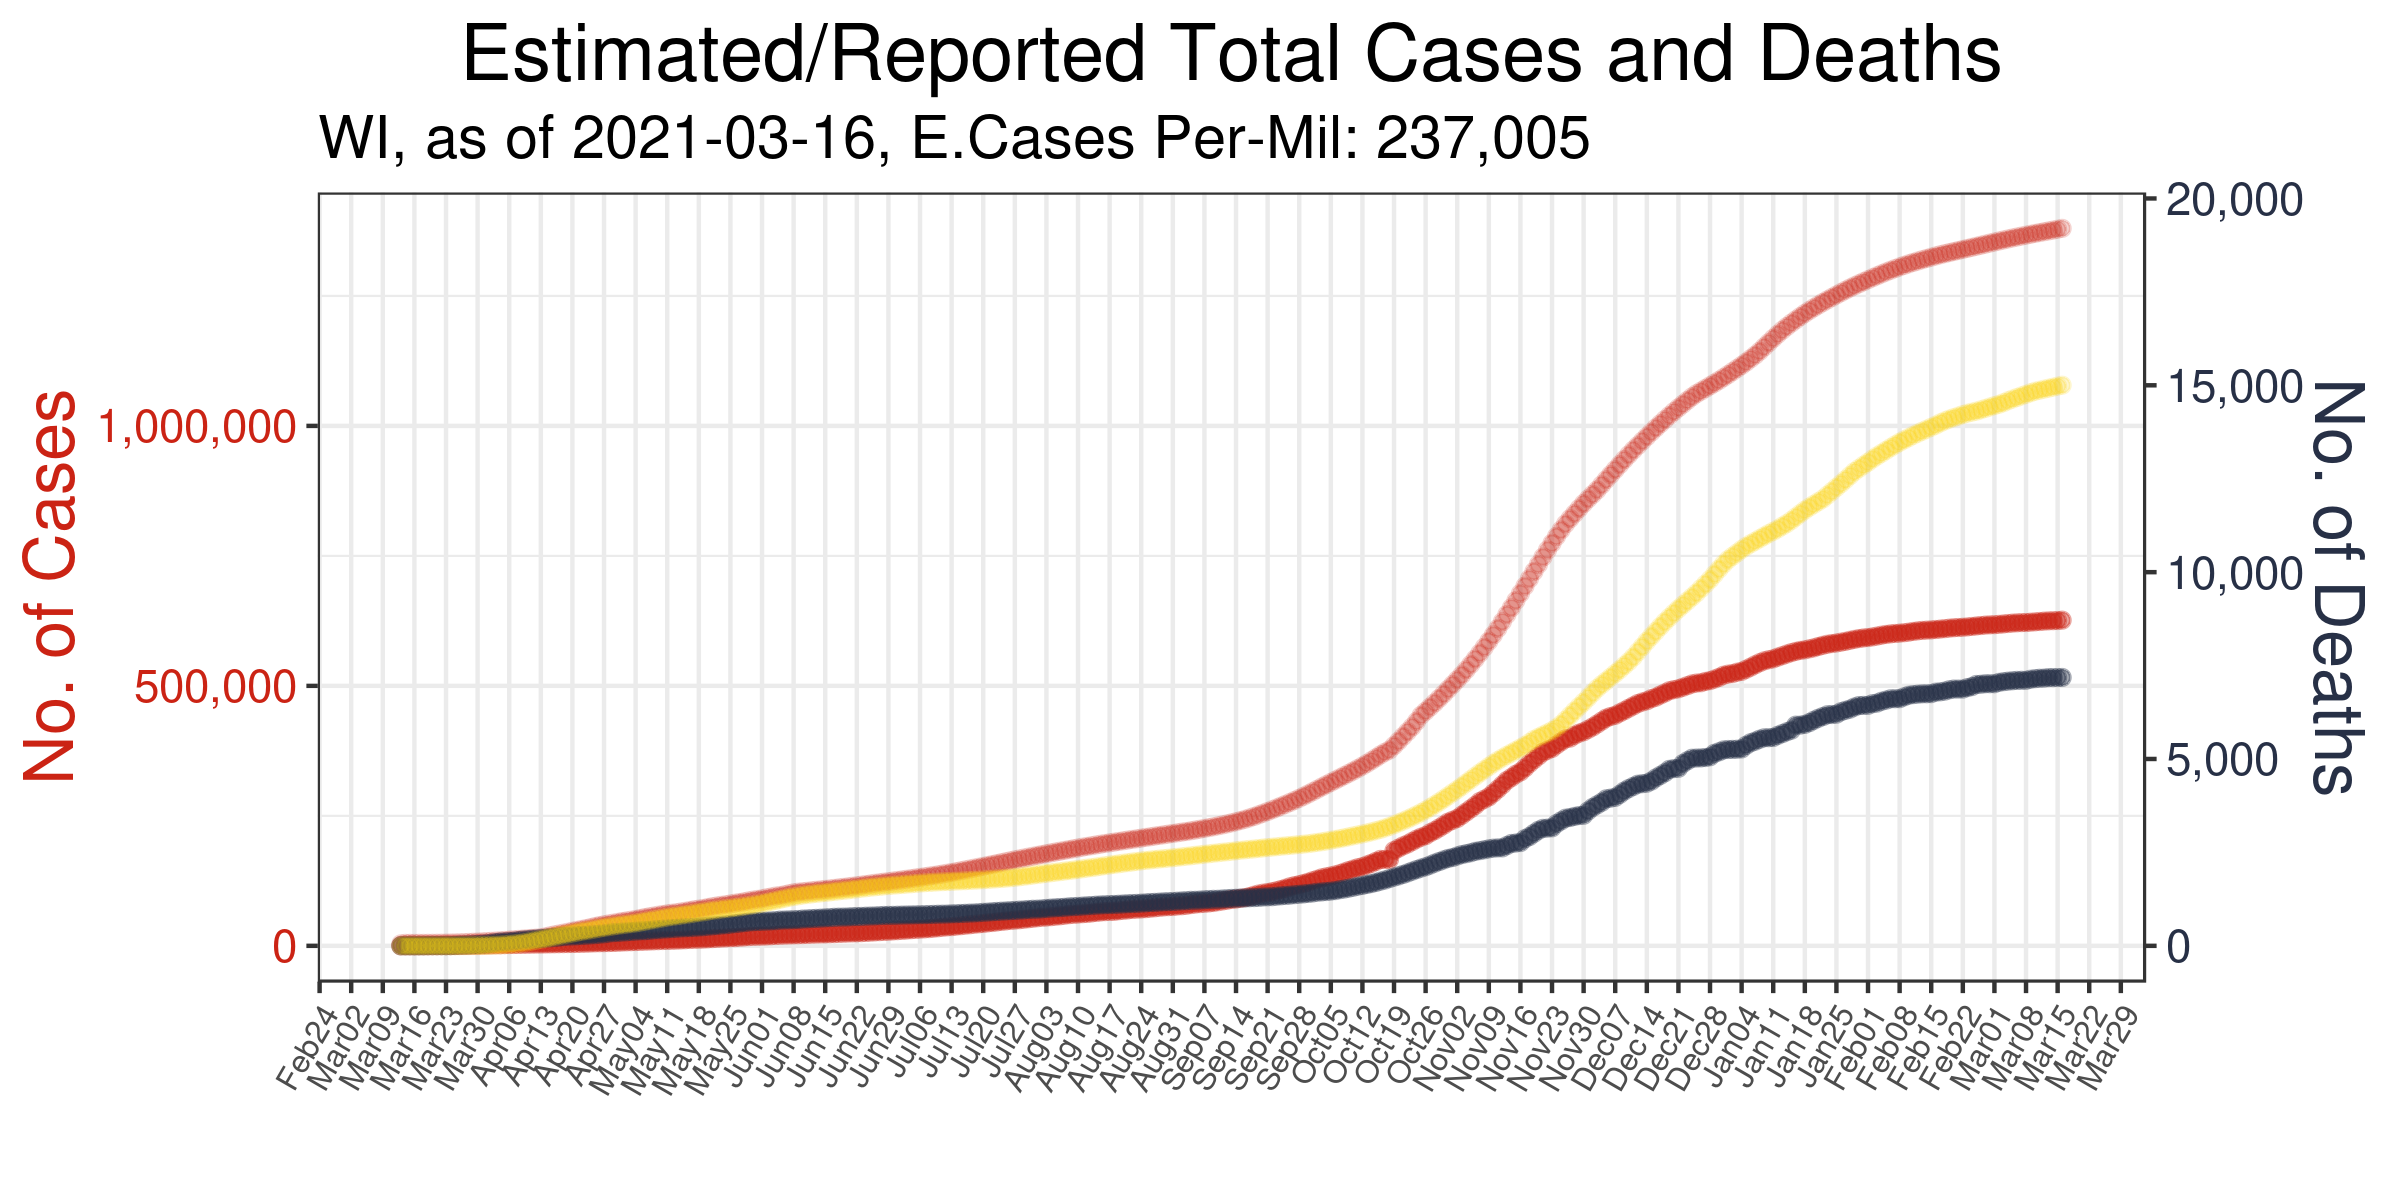 Estimated/Reported Total Cases and Deaths
WI, as of 2021-03-16, E.Cases Per-Mil: 237,005
No. of Cases
1,000,000
500,000
0
20,000
15,000
10,000
5,000
0
No. of Deaths
Feb24
Mar02
Mar09
Mar16
Mar23
Mar30
Apr06
Apr13
Apr20
Apr27
May04
May11
May18
May25
Jun01
Jun08
Jun15
Jun22
Jun29
Jul06
Jul13
Jul20
Jul27
Aug03
Aug10
Aug17
Aug24
Aug31
Sep07
Sep14
Sep21
Sep28
Oct05
Oct12
Oct19
Oct26
Nov02
Nov09
Nov16
Nov23
Nov30
Dec07
Dec14
Dec21
Dec28
Jan04
Jan11
Jan18
Jan25
Feb01
Feb08
Feb15
Feb22
Mar01
Mar08
Mar15
Mar22
Mar29